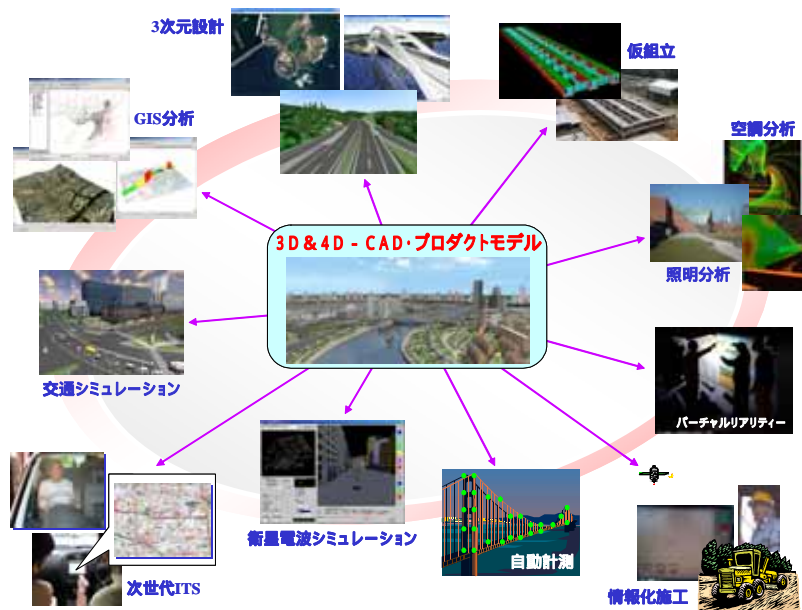 3次元設計
仮組立
GIS分析
空調分析
3D&4D-CAD・プロダクトモデル
照明分析
交通シミュレーション
バーチャルリアリティー
衛星電波シミュレーション
自動計測
次世代ITS
情報化施工